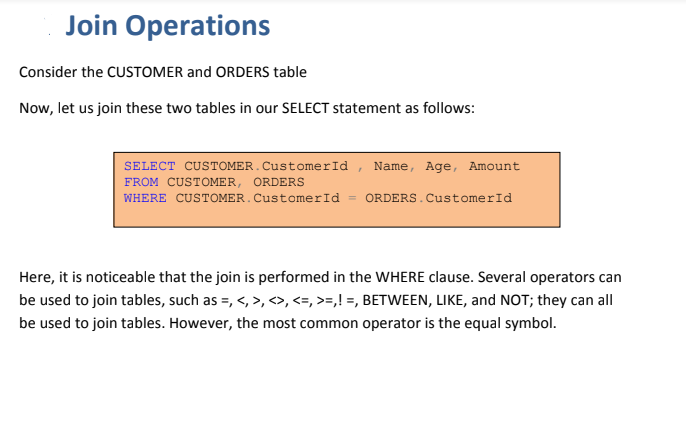 Join Operations
Consider the CUSTOMER and ORDERS table
Now, let us join these two tables in our SELECT statement as follows:
SELECT CUSTOMER.CustomerId , Name, Age, Amount
FROM CUSTOMER, ORDERS
WHERE CUSTOMER.CustomerId = ORDERS.CustomerId
Here, it is noticeable that the join is performed in the WHERE clause. Several operators can
be used to join tables, such as =, <, >, <>, <=, >=,! =, BETWEEN, LIKE, and NOT; they can all
be used to join tables. However, the most common operator is the equal symbol.